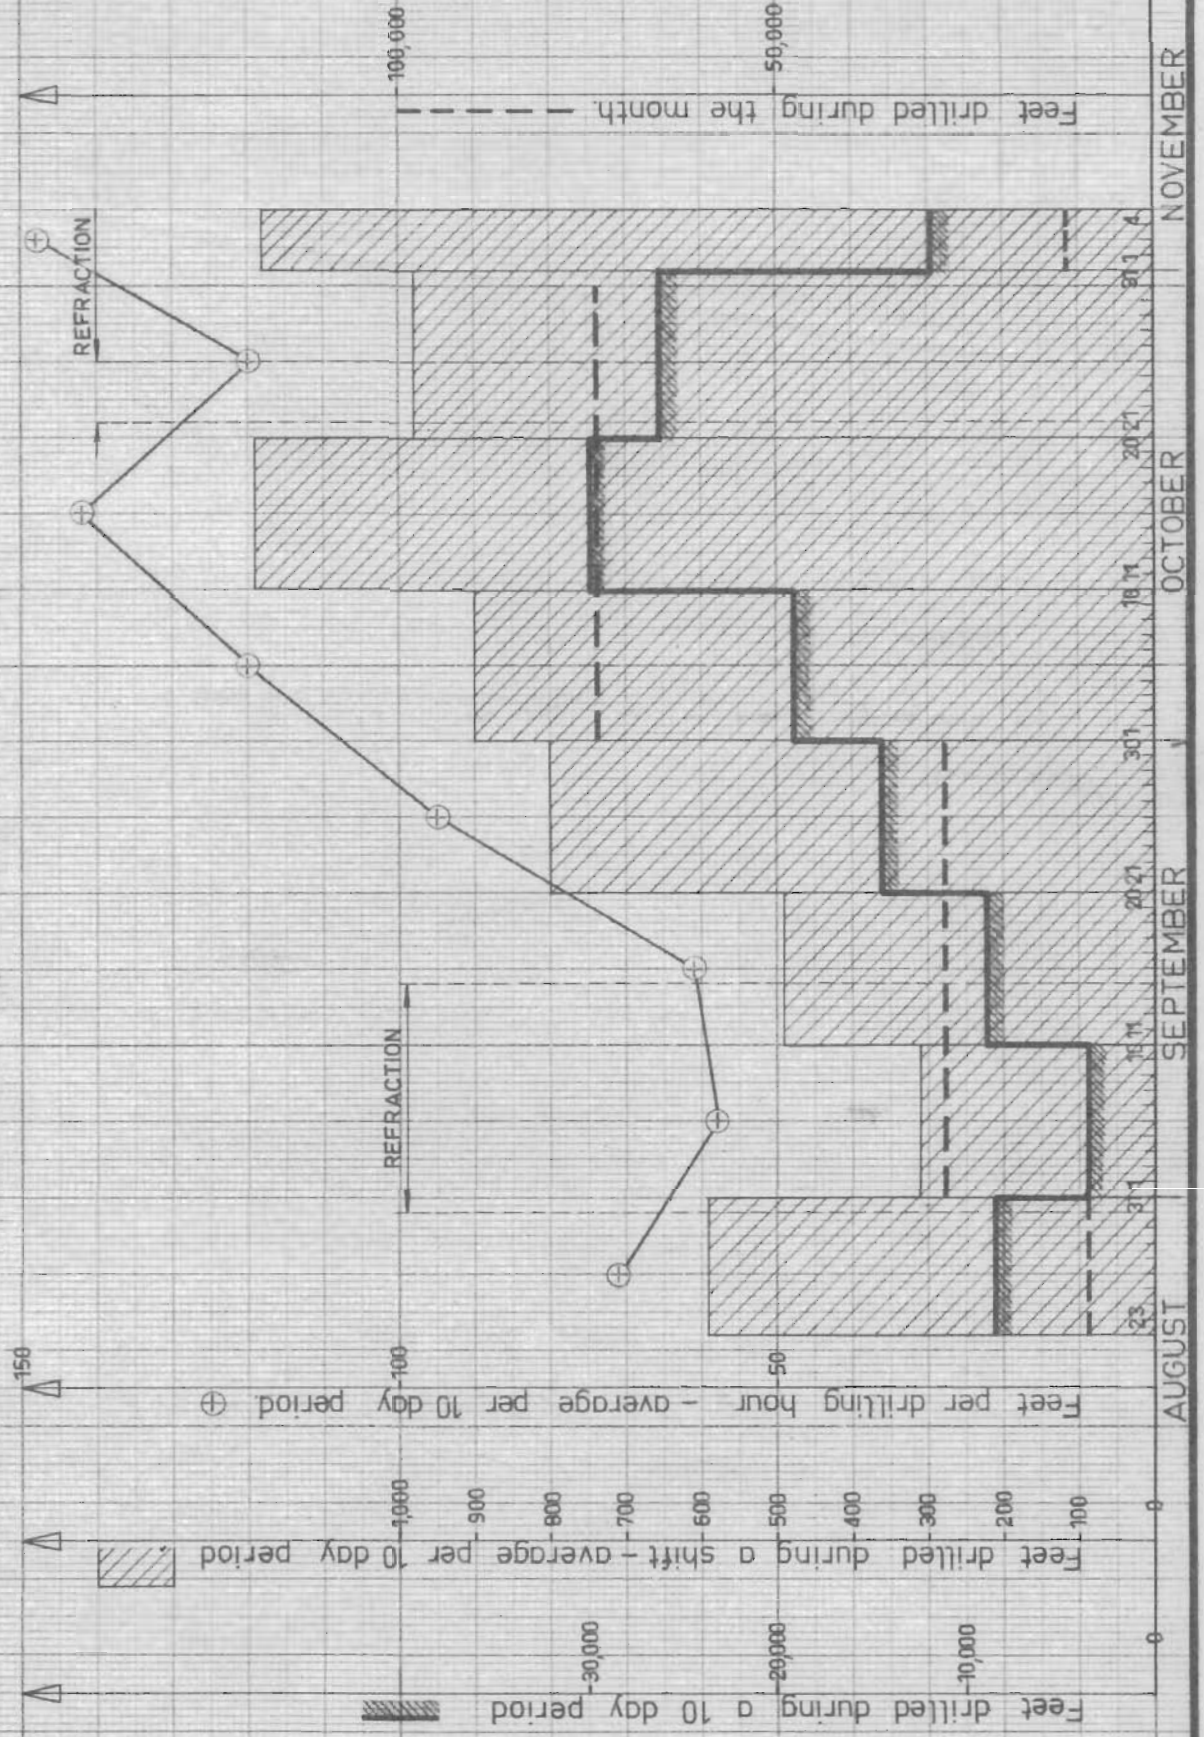 Feet drilled during a 10 day period
10,000
20,000
30,000
0
Feet drilled during a shift – average per 10 day period
0
100
200
300
400
500
600
700
800
900
1,000
Feet per drilling hour – average per 10 day period.
50
100
150
REFRACTION
REFRACTION
Feet drilled during the month.
50,000
100,000
23
31 1
10 11
20 21
30 1
10 11
20 21
31 1
4
AUGUST
SEPTEMBER
OCTOBER
NOVEMBER